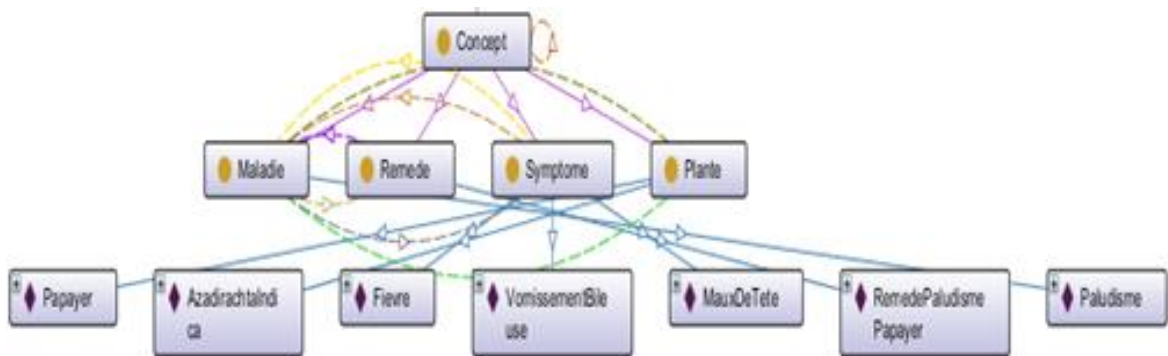 Concept
Maladie
Remede
Symptome
Plante
Papayer
AzadirachtaIndi
ca
Fievre
VomissementBile
use
MauxDeTete
RemedePaludisme
Papayer
Paludisme